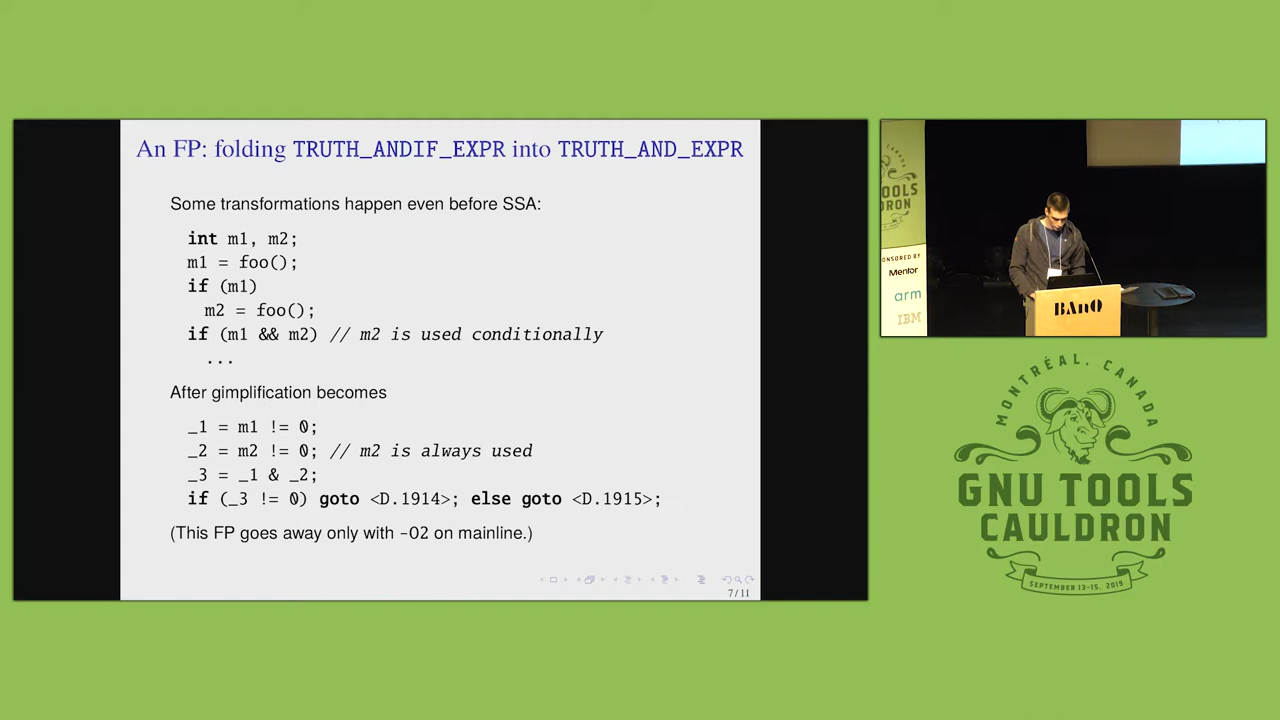 An FP: folding TRUTH_ANDIF_EXPR into TRUTH_AND_EXPR
Some transformations happen even before SSA:
int m1, m2;
m1 = foo();
if (m1)
m2 = foo();
if (m1 && m2) // m2 is used conditionally
...
After gimplification becomes
_1 = m1 != 0;
_2 = m2 != 0; // m2 is always used
_3 = _1 & _2;
if (_3 != 0) goto <D.1914>; else goto <D.1915>;
(This FP goes away only with -O2 on mainline.)
7 / 11
CANADA
OOLS
DRON
ONSORED BY
Mentor
arm
IBM
BAnQ
MONTRÉAL, CANADA
GNU TOOLS
CAULDRON
SEPTEMBER 13-15, 2019